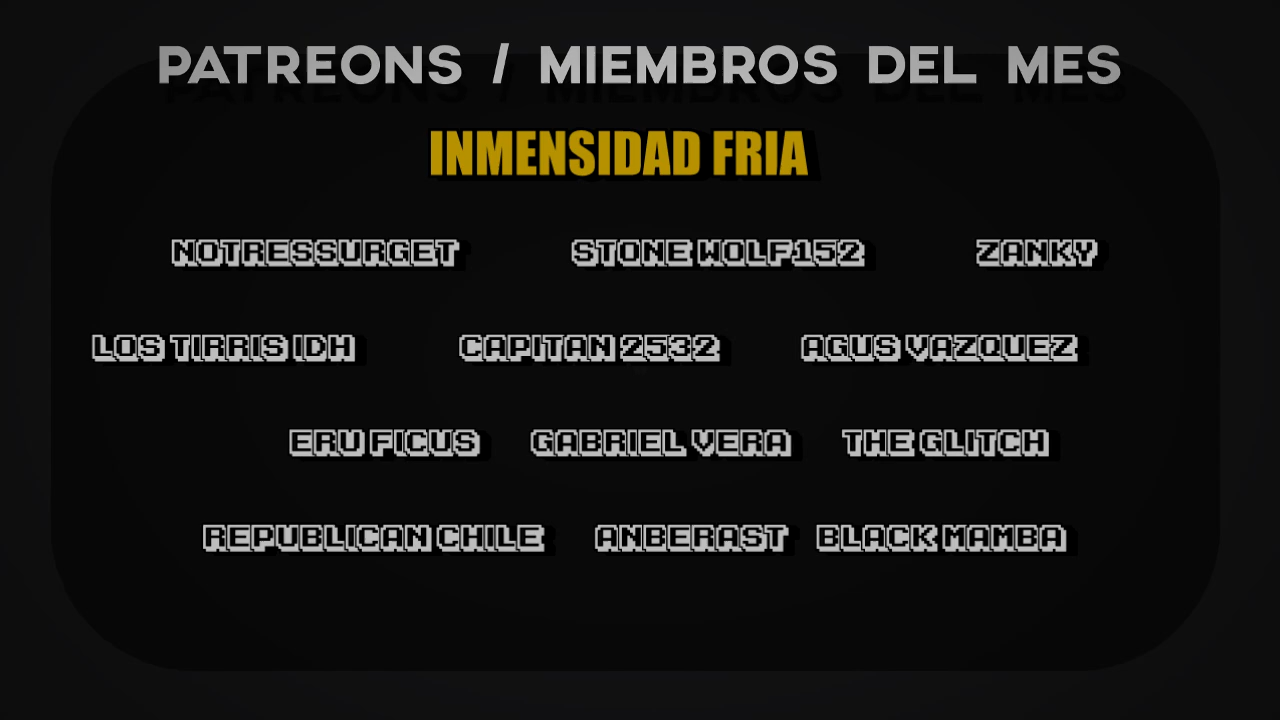 PATREONS / MIEMBROS DEL MES
INMENSIDAD FRIA
NOTRESSURGET STONE WOLF152 ZANKY
LOS TIRRIS IDH CAPITAN 2532 AGUS VAZQUEZ
ERU FICUS GABRIEL VERA THE GLITCH
REPUBLICAN CHILE ANBERAST BLACK MAMBA